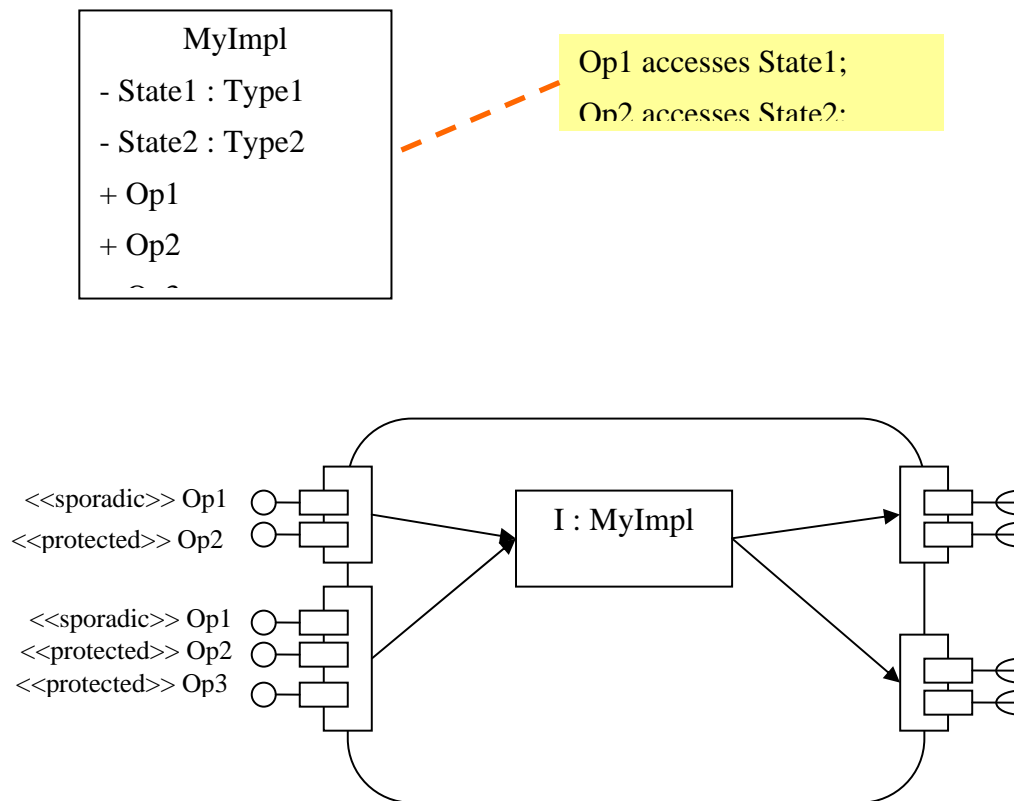 MyImpl
- State1 : Type1
- State2 : Type2
+ Op1
+ Op2
Op1 accesses State1;
Op2 accesses State2;
<<sporadic>> Op1
<<protected>> Op2
<<sporadic>> Op1
<<protected>> Op2
<<protected>> Op3
I : MyImpl